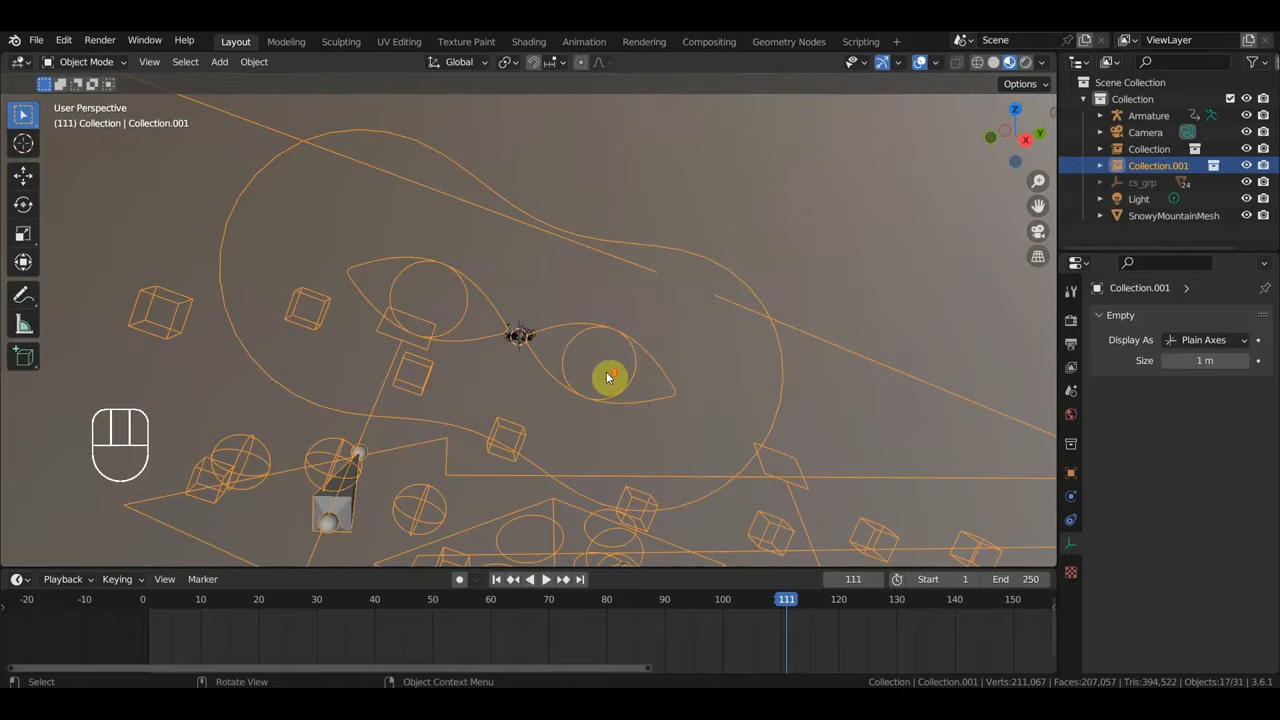 File Edit Render Window Help Layout Modeling Sculpting UV Editing Texture Paint Shading Animation Rendering Compositing Geometry Nodes Scripting + Scene ViewLayer
Object Mode View Select Add Object Global
Options
User Perspective
(111) Collection | Collection.001
Z
Y
X
Scene Collection
Collection
Armature
Camera
Collection
Collection.001
cs_grp 24
Light
SnowyMountainMesh
Collection.001
Empty
Display As Plain Axes
Size 1 m
Playback Keying View Marker 111 Start 1 End 250
-20 -10 0 10 20 30 40 50 60 70 80 90 100 111 120 130 140 150
Select Rotate View Object Context Menu Collection | Collection.001 | Verts:211,067 | Faces:207,057 | Tris:394,522 | Objects:17/31 | 3.6.1